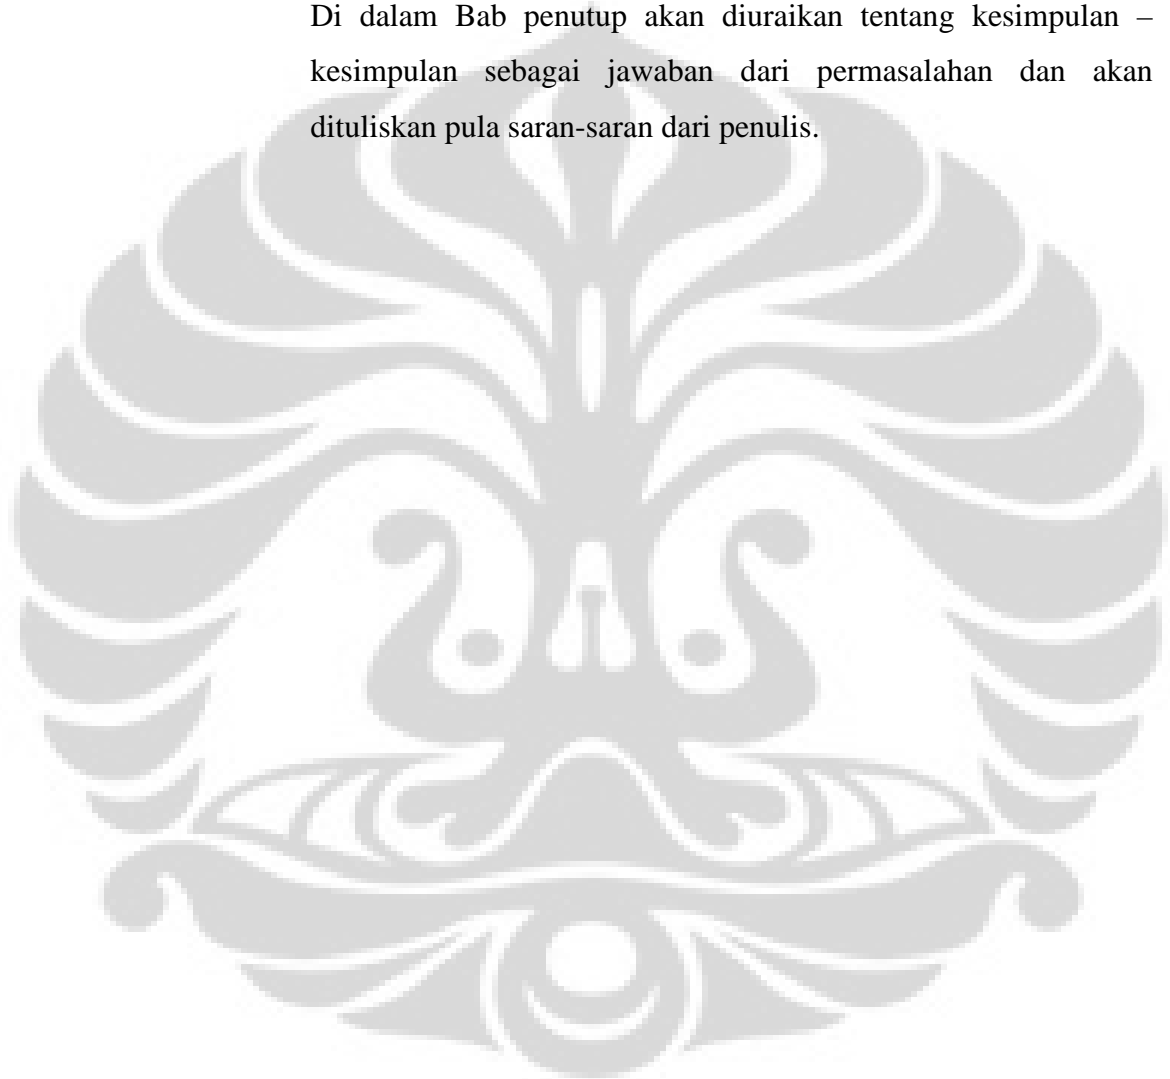 Di dalam Bab penutup akan diuraikan tentang kesimpulan –
kesimpulan sebagai jawaban dari permasalahan dan akan
dituliskan pula saran-saran dari penulis.